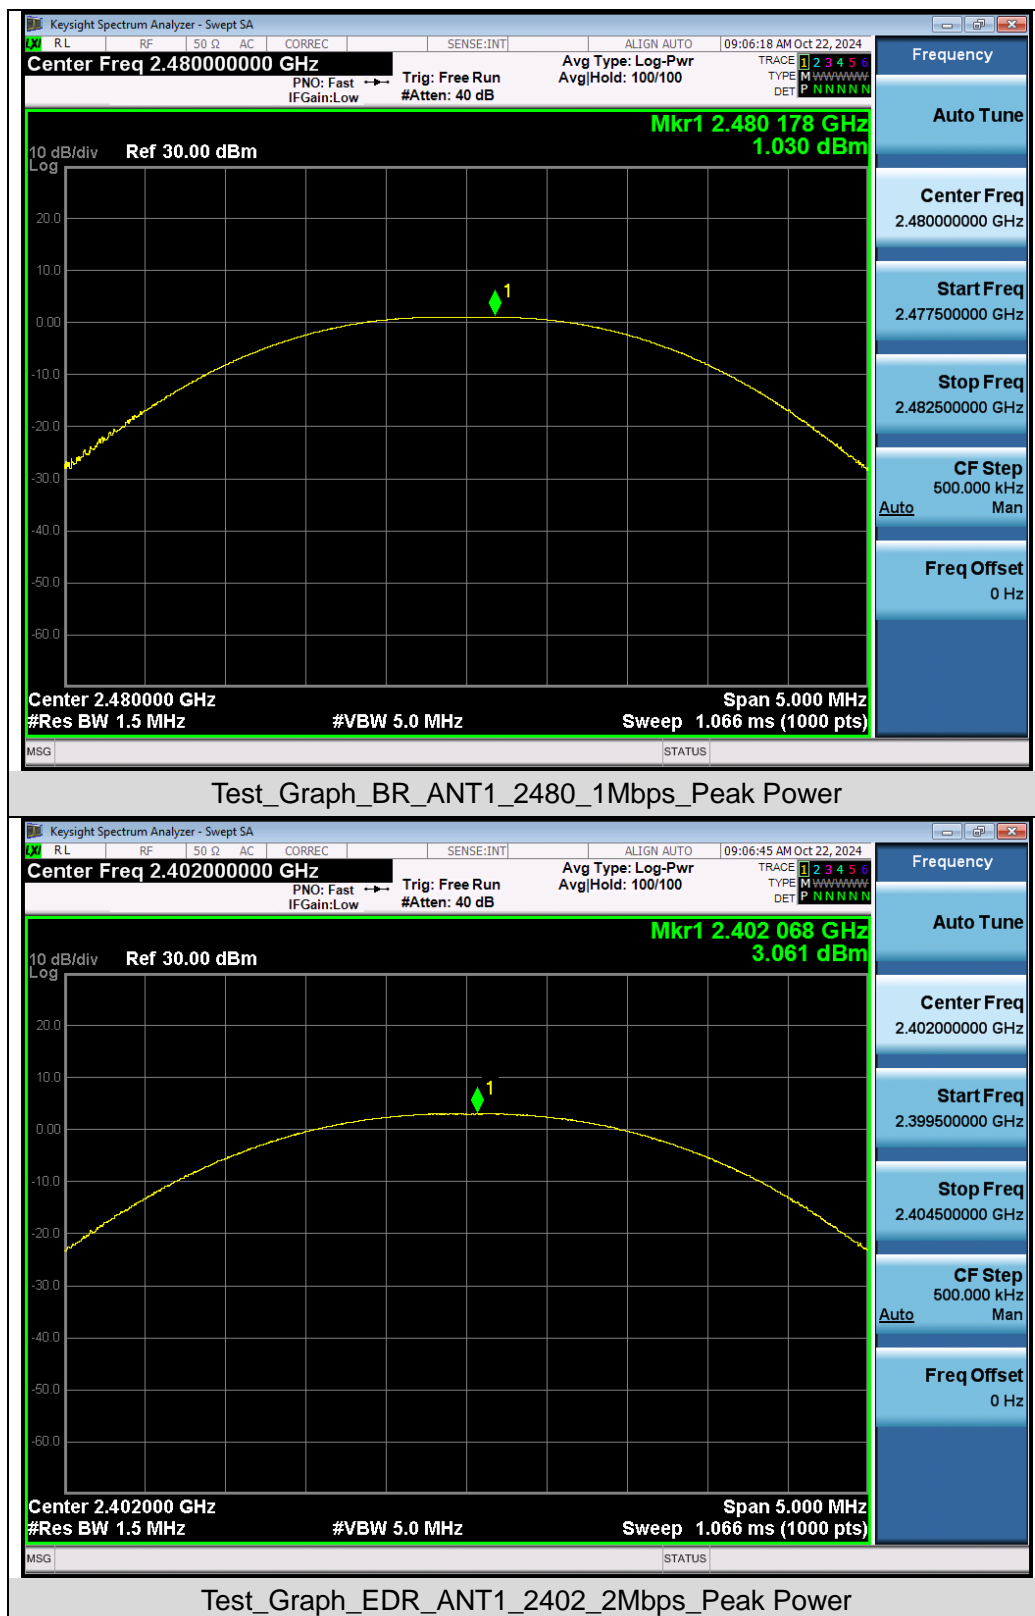 Keysight Spectrum Analyzer - Swept SA
LXI RL RF 50 Ω AC CORREC SENSE:INT ALIGN AUTO 09:06:18 AM Oct 22, 2024
Center Freq 2.480000000 GHz
PNO: Fast
IFGain:Low
Trig: Free Run
#Atten: 40 dB
Avg Type: Log-Pwr
Avg|Hold: 100/100
TRACE 1 2 3 4 5 6
TYPE M WWWWW
DET P N N N N N
Mkr1 2.480 178 GHz
1.030 dBm
10 dB/div
Log
Ref 30.00 dBm
20.0
10.0
1
0.00
-10.0
-20.0
-30.0
-40.0
-50.0
-60.0
Center 2.480000 GHz
Span 5.000 MHz
#Res BW 1.5 MHz
#VBW 5.0 MHz
Sweep 1.066 ms (1000 pts)
MSG
STATUS
Frequency
Auto Tune
Center Freq
2.480000000 GHz
Start Freq
2.477500000 GHz
Stop Freq
2.482500000 GHz
CF Step
500.000 kHz
Auto Man
Freq Offset
0 Hz
Test_Graph_BR_ANT1_2480_1Mbps_Peak Power
Keysight Spectrum Analyzer - Swept SA
LXI RL RF 50 Ω AC CORREC SENSE:INT ALIGN AUTO 09:06:45 AM Oct 22, 2024
Center Freq 2.402000000 GHz
PNO: Fast
IFGain:Low
Trig: Free Run
#Atten: 40 dB
Avg Type: Log-Pwr
Avg|Hold: 100/100
TRACE 1 2 3 4 5 6
TYPE M WWWWW
DET P N N N N N
Mkr1 2.402 068 GHz
3.061 dBm
10 dB/div
Log
Ref 30.00 dBm
20.0
10.0
1
0.00
-10.0
-20.0
-30.0
-40.0
-50.0
-60.0
Center 2.402000 GHz
Span 5.000 MHz
#Res BW 1.5 MHz
#VBW 5.0 MHz
Sweep 1.066 ms (1000 pts)
MSG
STATUS
Frequency
Auto Tune
Center Freq
2.402000000 GHz
Start Freq
2.399500000 GHz
Stop Freq
2.404500000 GHz
CF Step
500.000 kHz
Auto Man
Freq Offset
0 Hz
Test_Graph_EDR_ANT1_2402_2Mbps_Peak Power